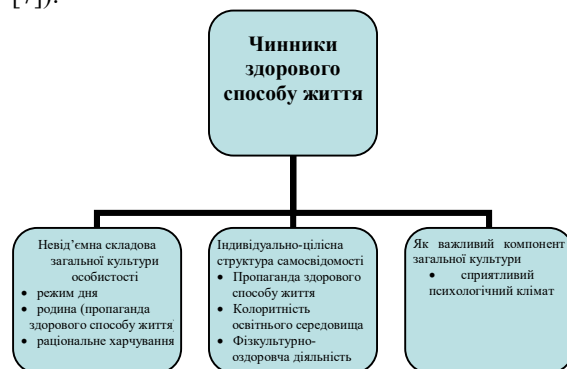 [7]).
Чинники
здорового
способу життя
Невід’ємна складова
загальної культури
особистості
• режим дня
• родина (пропаганда
здорового способу життя)
• раціональне харчування
Індивідуально-цілісна
структура самосвідомості
• Пропаганда здорового
способу життя
• Колоритність
освітнього середовища
• Фізкультурно-
оздоровча діяльність
Як важливий компонент
загальної культури
• сприятливий
психологічний клімат